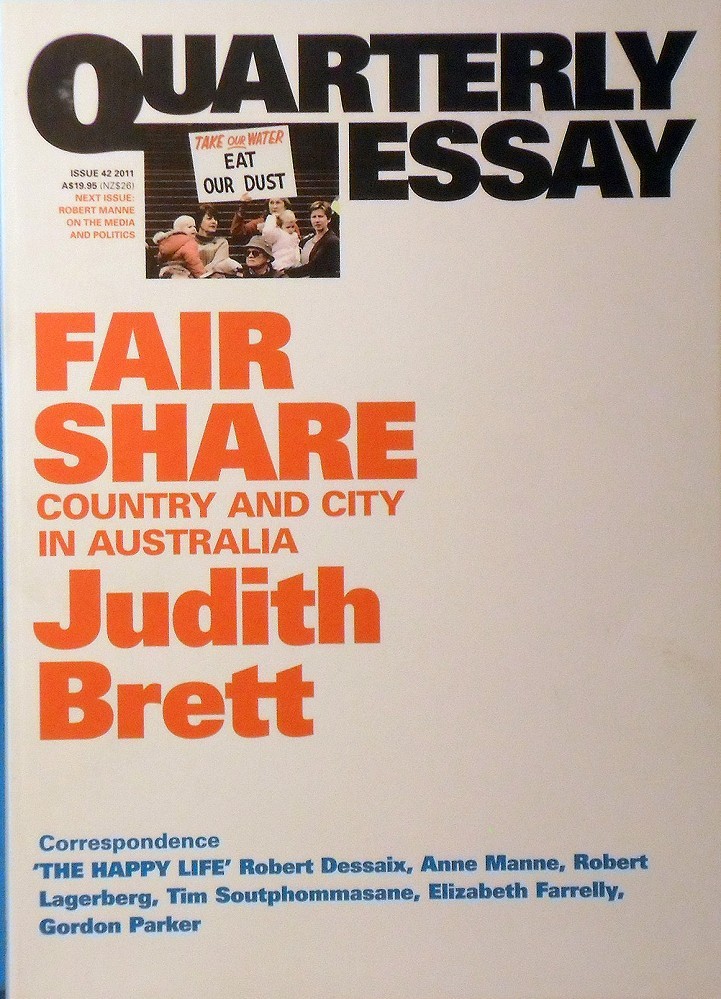 QUARTERLY
ESSAY
ISSUE 42 2011
A$19.95 (NZ$26)
NEXT ISSUE:
ROBERT MANNE
ON THE MEDIA
AND POLITICS
TAKE OUR WATER
EAT
OUR DUST
FAIR
SHARE
COUNTRY AND CITY
IN AUSTRALIA
Judith
Brett
Correspondence
'THE HAPPY LIFE' Robert Dessaix, Anne Manne, Robert
Lagerberg, Tim Soutphommasane, Elizabeth Farrelly,
Gordon Parker